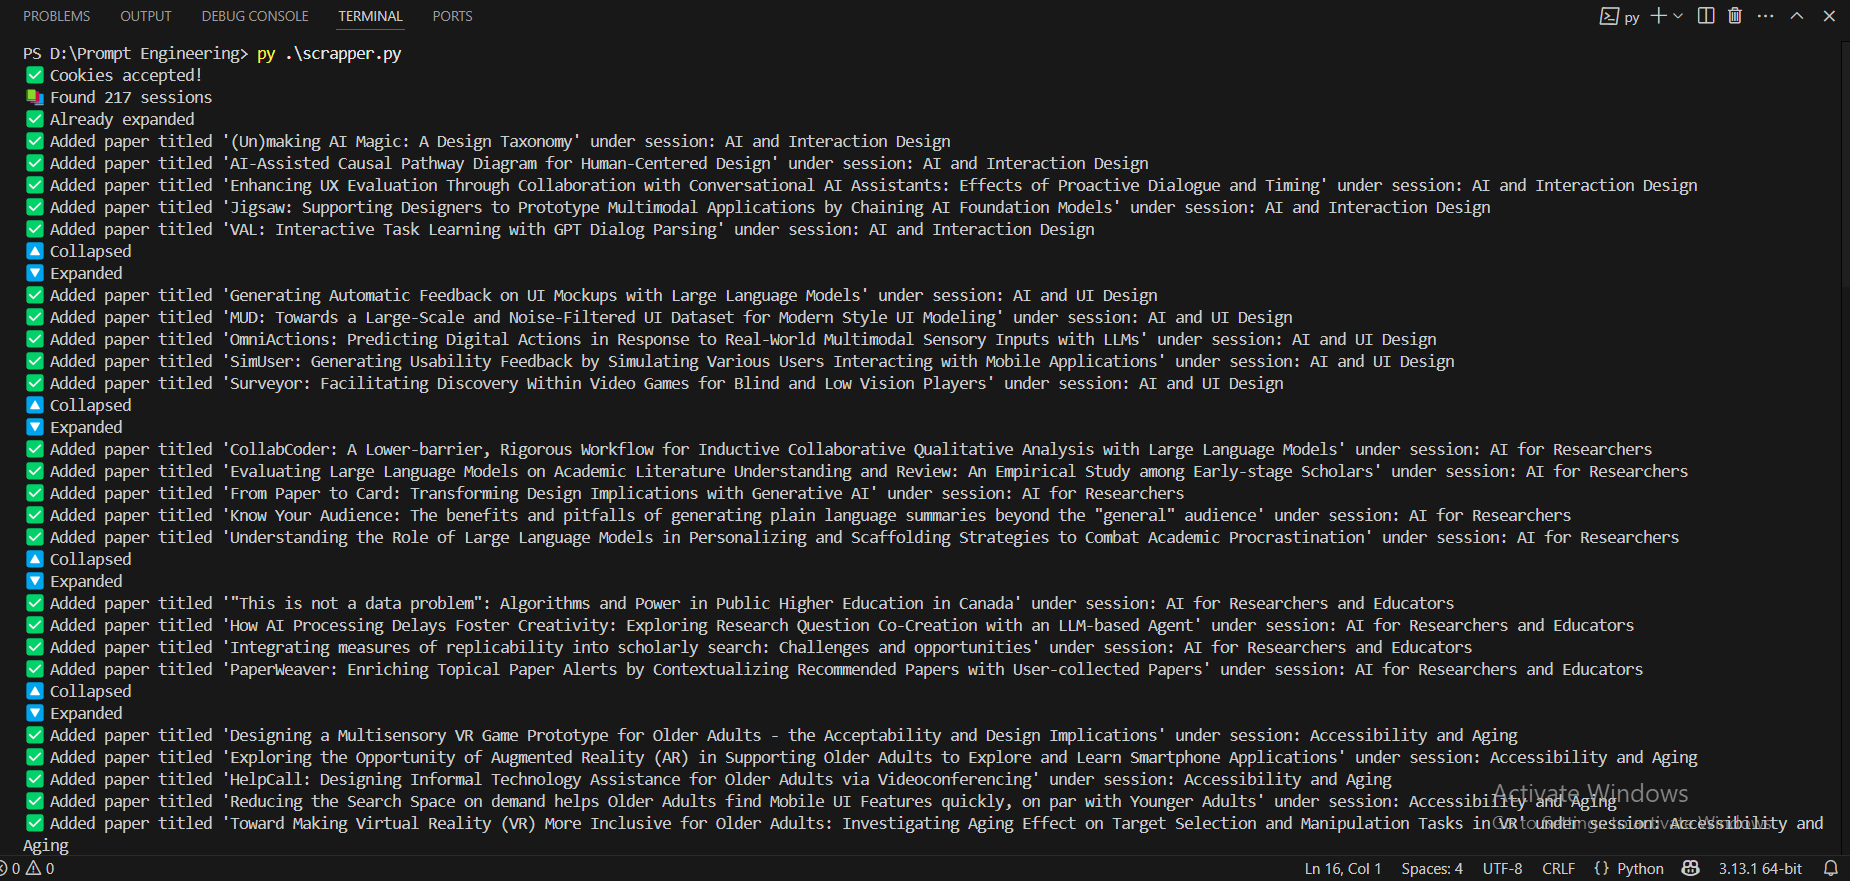 PROBLEMS OUTPUT DEBUG CONSOLE TERMINAL PORTS py
PS D:\Prompt Engineering> py .\scrapper.py
✅ Cookies accepted!
📚 Found 217 sessions
✅ Already expanded
✅ Added paper titled '(Un)making AI Magic: A Design Taxonomy' under session: AI and Interaction Design
✅ Added paper titled 'AI-Assisted Causal Pathway Diagram for Human-Centered Design' under session: AI and Interaction Design
✅ Added paper titled 'Enhancing UX Evaluation Through Collaboration with Conversational AI Assistants: Effects of Proactive Dialogue and Timing' under session: AI and Interaction Design
✅ Added paper titled 'Jigsaw: Supporting Designers to Prototype Multimodal Applications by Chaining AI Foundation Models' under session: AI and Interaction Design
✅ Added paper titled 'VAL: Interactive Task Learning with GPT Dialog Parsing' under session: AI and Interaction Design
🔼 Collapsed
🔽 Expanded
✅ Added paper titled 'Generating Automatic Feedback on UI Mockups with Large Language Models' under session: AI and UI Design
✅ Added paper titled 'MUD: Towards a Large-Scale and Noise-Filtered UI Dataset for Modern Style UI Modeling' under session: AI and UI Design
✅ Added paper titled 'OmniActions: Predicting Digital Actions in Response to Real-World Multimodal Sensory Inputs with LLMs' under session: AI and UI Design
✅ Added paper titled 'SimUser: Generating Usability Feedback by Simulating Various Users Interacting with Mobile Applications' under session: AI and UI Design
✅ Added paper titled 'Surveyor: Facilitating Discovery Within Video Games for Blind and Low Vision Players' under session: AI and UI Design
🔼 Collapsed
🔽 Expanded
✅ Added paper titled 'CollabCoder: A Lower-barrier, Rigorous Workflow for Inductive Collaborative Qualitative Analysis with Large Language Models' under session: AI for Researchers
✅ Added paper titled 'Evaluating Large Language Models on Academic Literature Understanding and Review: An Empirical Study among Early-stage Scholars' under session: AI for Researchers
✅ Added paper titled 'From Paper to Card: Transforming Design Implications with Generative AI' under session: AI for Researchers
✅ Added paper titled 'Know Your Audience: The benefits and pitfalls of generating plain language summaries beyond the "general" audience' under session: AI for Researchers
✅ Added paper titled 'Understanding the Role of Large Language Models in Personalizing and Scaffolding Strategies to Combat Academic Procrastination' under session: AI for Researchers
🔼 Collapsed
🔽 Expanded
✅ Added paper titled '"This is not a data problem": Algorithms and Power in Public Higher Education in Canada' under session: AI for Researchers and Educators
✅ Added paper titled 'How AI Processing Delays Foster Creativity: Exploring Research Question Co-Creation with an LLM-based Agent' under session: AI for Researchers and Educators
✅ Added paper titled 'Integrating measures of replicability into scholarly search: Challenges and opportunities' under session: AI for Researchers and Educators
✅ Added paper titled 'PaperWeaver: Enriching Topical Paper Alerts by Contextualizing Recommended Papers with User-collected Papers' under session: AI for Researchers and Educators
🔼 Collapsed
🔽 Expanded
✅ Added paper titled 'Designing a Multisensory VR Game Prototype for Older Adults - the Acceptability and Design Implications' under session: Accessibility and Aging
✅ Added paper titled 'Exploring the Opportunity of Augmented Reality (AR) in Supporting Older Adults to Explore and Learn Smartphone Applications' under session: Accessibility and Aging
✅ Added paper titled 'HelpCall: Designing Informal Technology Assistance for Older Adults via Videoconferencing' under session: Accessibility and Aging
✅ Added paper titled 'Reducing the Search Space on demand helps Older Adults find Mobile UI Features quickly, on par with Younger Adults' under session: Accessibility and Aging
✅ Added paper titled 'Toward Making Virtual Reality (VR) More Inclusive for Older Adults: Investigating Aging Effect on Target Selection and Manipulation Tasks in VR' under session: Accessibility and
Aging
Activate Windows
Go to Settings to activate Windows.
0 0 Ln 16, Col 1 Spaces: 4 UTF-8 CRLF {} Python 3.13.1 64-bit